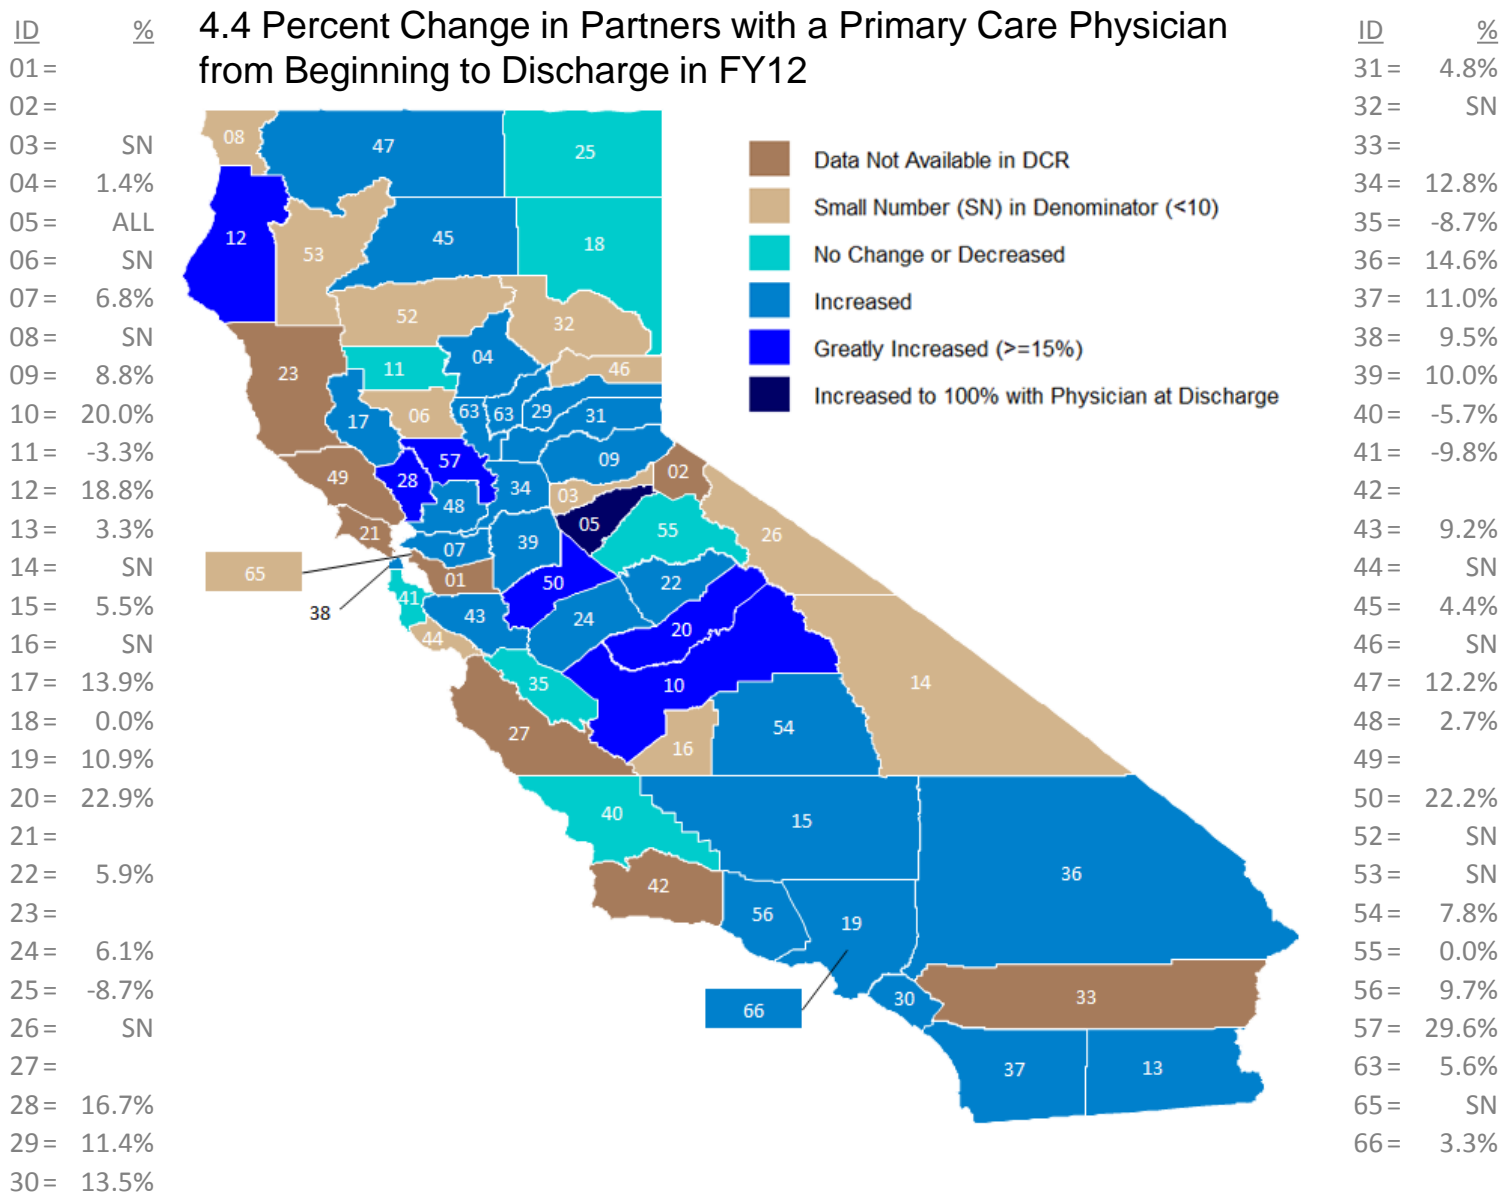 4.4 Percent Change in Partners with a Primary Care Physician
from Beginning to Discharge in FY12
ID %
01 =
02 =
03 = SN
04 = 1.4%
05 = ALL
06 = SN
07 = 6.8%
08 = SN
09 = 8.8%
10 = 20.0%
11 = -3.3%
12 = 18.8%
13 = 3.3%
14 = SN
15 = 5.5%
16 = SN
17 = 13.9%
18 = 0.0%
19 = 10.9%
20 = 22.9%
21 =
22 = 5.9%
23 =
24 = 6.1%
25 = -8.7%
26 = SN
27 =
28 = 16.7%
29 = 11.4%
30 = 13.5%
08
47
25
12
53
45
18
52
32
23
11
04
46
17
06
63
63
29
31
57
09
49
28
48
34
03
02
21
05
55
26
07
39
65
01
50
22
38
41
43
24
20
44
35
10
14
27
16
54
40
15
36
42
56
19
66
30
33
37
13
Data Not Available in DCR
Small Number (SN) in Denominator (<10)
No Change or Decreased
Increased
Greatly Increased (>=15%)
Increased to 100% with Physician at Discharge
ID %
31 = 4.8%
32 = SN
33 =
34 = 12.8%
35 = -8.7%
36 = 14.6%
37 = 11.0%
38 = 9.5%
39 = 10.0%
40 = -5.7%
41 = -9.8%
42 =
43 = 9.2%
44 = SN
45 = 4.4%
46 = SN
47 = 12.2%
48 = 2.7%
49 =
50 = 22.2%
52 = SN
53 = SN
54 = 7.8%
55 = 0.0%
56 = 9.7%
57 = 29.6%
63 = 5.6%
65 = SN
66 = 3.3%